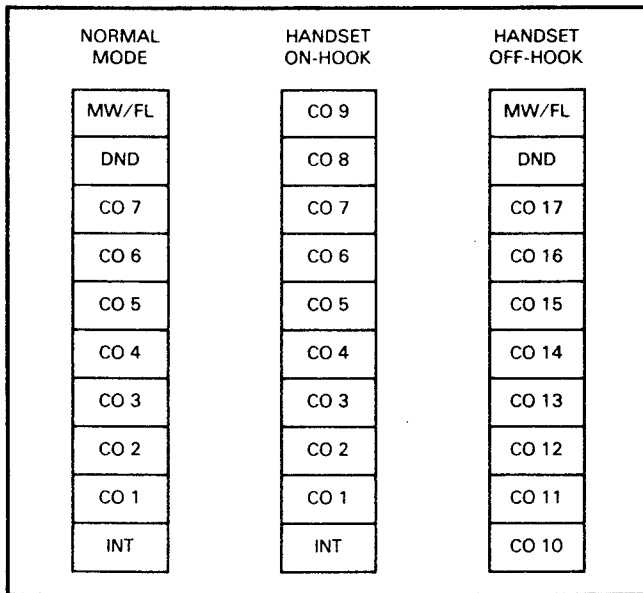 NORMAL MODE
HANDSET ON-HOOK
HANDSET OFF-HOOK
MW/FL
DND
CO 7
CO 6
CO 5
CO 4
CO 3
CO 2
CO 1
INT
CO 9
CO 8
CO 7
CO 6
CO 5
CO 4
CO 3
CO 2
CO 1
INT
MW/FL
DND
CO 17
CO 16
CO 15
CO 14
CO 13
CO 12
CO 11
CO 10